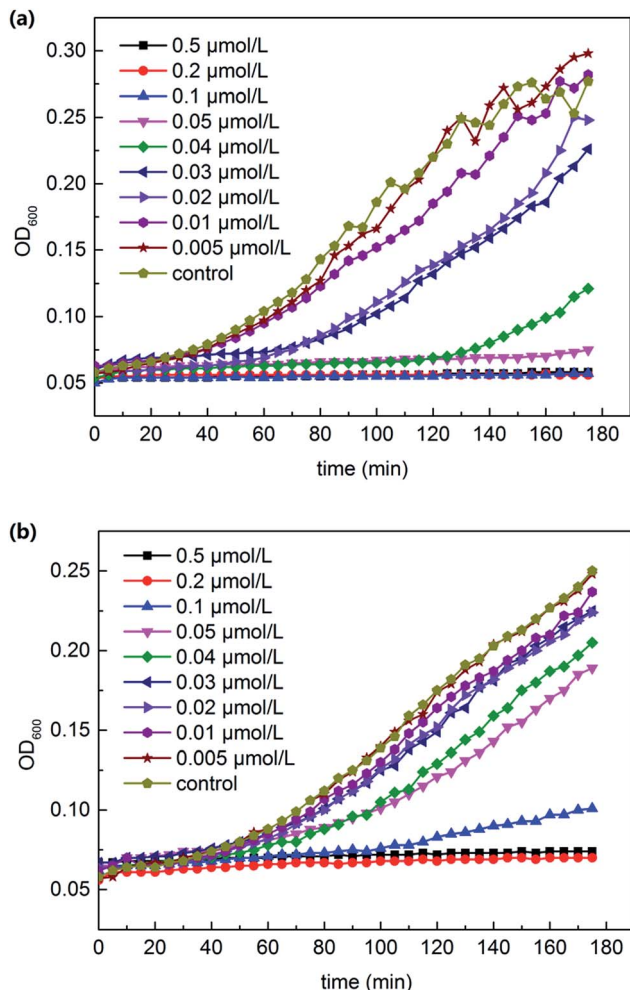 (a)
0.30
0.25
0.20
0.15
0.10
0.05
OD600
0.5 µmol/L
0.2 µmol/L
0.1 µmol/L
0.05 µmol/L
0.04 µmol/L
0.03 µmol/L
0.02 µmol/L
0.01 µmol/L
0.005 µmol/L
control
0 20 40 60 80 100 120 140 160 180
time (min)
(b)
0.25
0.20
0.15
0.10
0.05
OD600
0.5 µmol/L
0.2 µmol/L
0.1 µmol/L
0.05 µmol/L
0.04 µmol/L
0.03 µmol/L
0.02 µmol/L
0.01 µmol/L
0.005 µmol/L
control
0 20 40 60 80 100 120 140 160 180
time (min)